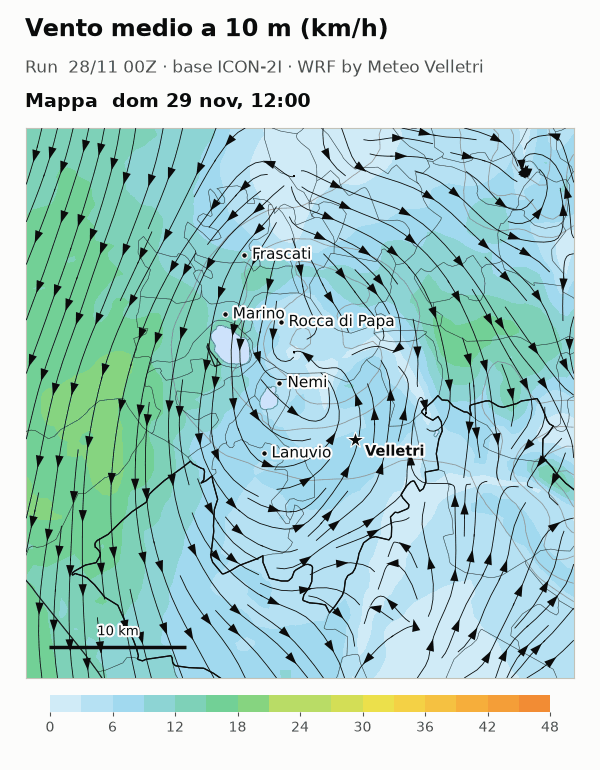 Vento medio a 10 m (km/h)
Run  28/11 00Z · base ICON-2I · WRF by Meteo Velletri
Mappa  dom 29 nov, 12:00
Frascati
Marino
Rocca di Papa
Nemi
Velletri
Lanuvio
10 km
0 6 12 18 24 30 36 42 48